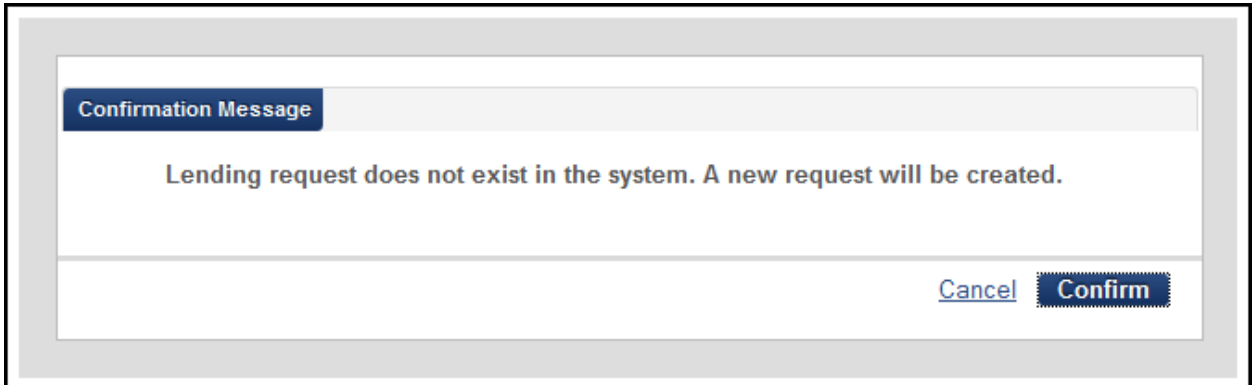 Confirmation Message
Lending request does not exist in the system. A new request will be created.
Cancel Confirm